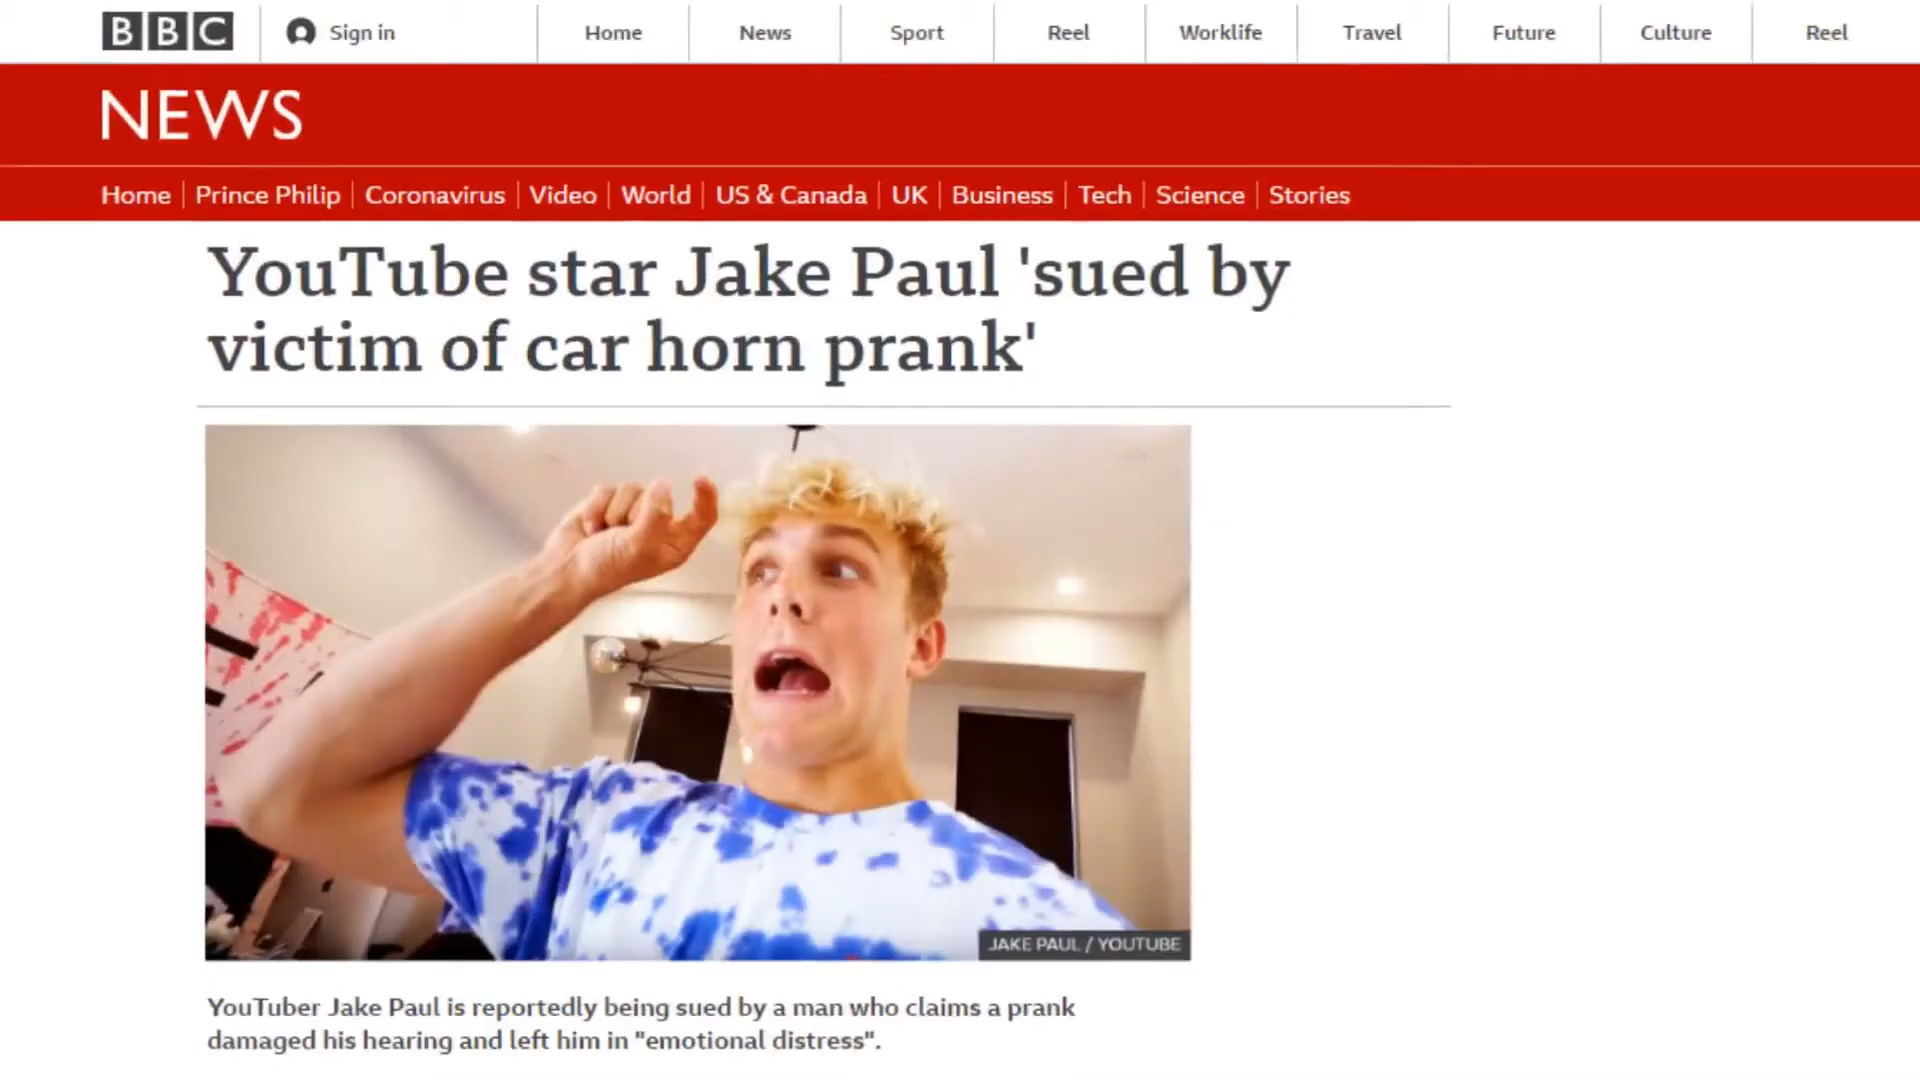 BBC Sign in Home News Sport Reel Worklife Travel Future Culture Reel
NEWS
Home Prince Philip Coronavirus Video World US & Canada UK Business Tech Science Stories
YouTube star Jake Paul 'sued by
victim of car horn prank'
JAKE PAUL / YOUTUBE
YouTuber Jake Paul is reportedly being sued by a man who claims a prank
damaged his hearing and left him in "emotional distress".